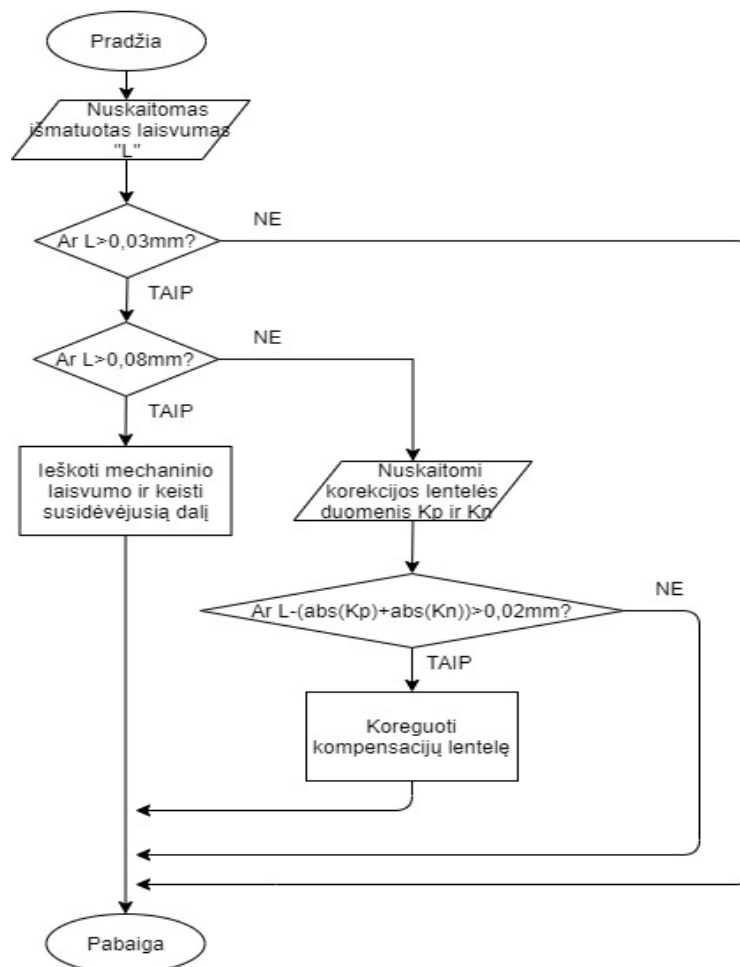 Pradžia
Nuskaitomas
išmatuotas laisvumas
"L"
Ar L>0,03mm?
NE
TAIP
Ar L>0,08mm?
NE
TAIP
Ieškoti mechaninio
laisvumo ir keisti
susidėvėjusią dalį
Nuskaitomi
korekcijos lentelės
duomenis Kp ir Kn
Ar L-(abs(Kp)+abs(Kn))>0,02mm?
NE
TAIP
Koreguoti
kompensacijų lentelę
Pabaiga